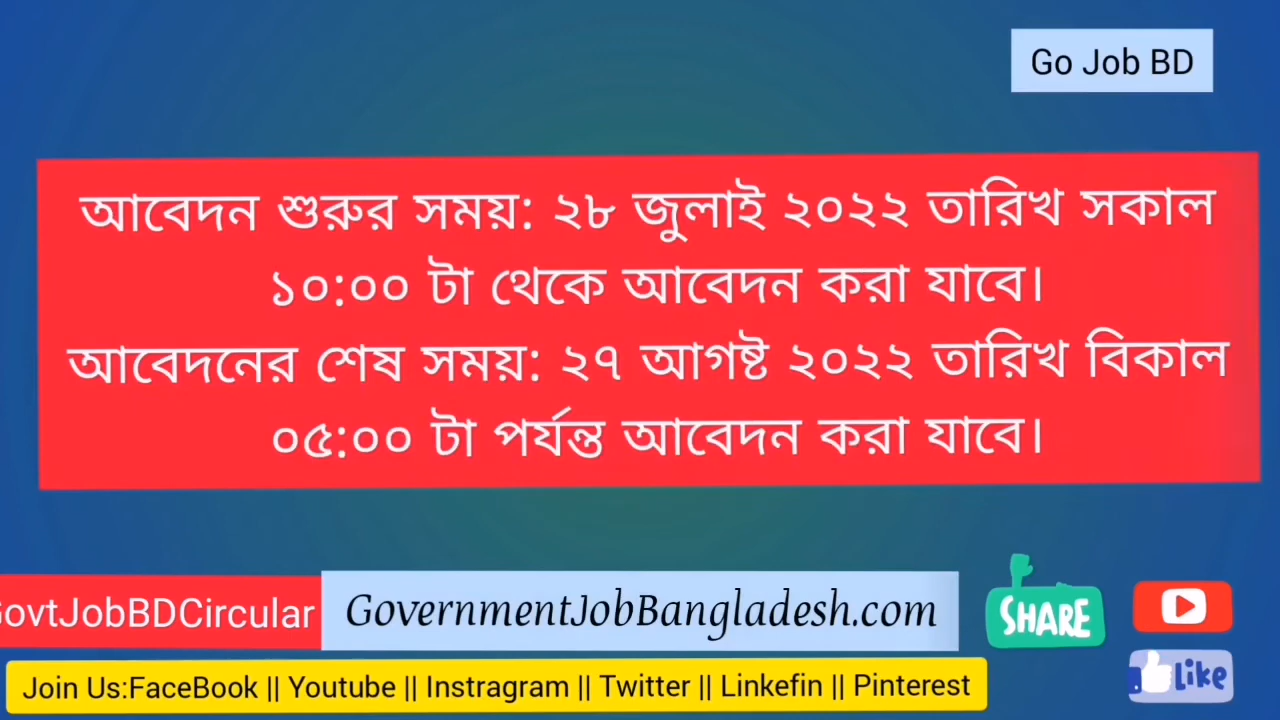 Go Job BD
আবেদন শুরুর সময়: ২৮ জুলাই ২০২২ তারিখ সকাল
১০:০০ টা থেকে আবেদন করা যাবে।
আবেদনের শেষ সময়: ২৭ আগষ্ট ২০২২ তারিখ বিকাল
০৫:০০ টা পর্যন্ত আবেদন করা যাবে।
GovtJobBDCircular GovernmentJobBangladesh.com
SHARE
Like
Join Us:FaceBook || Youtube || Instragram || Twitter || Linkefin || Pinterest